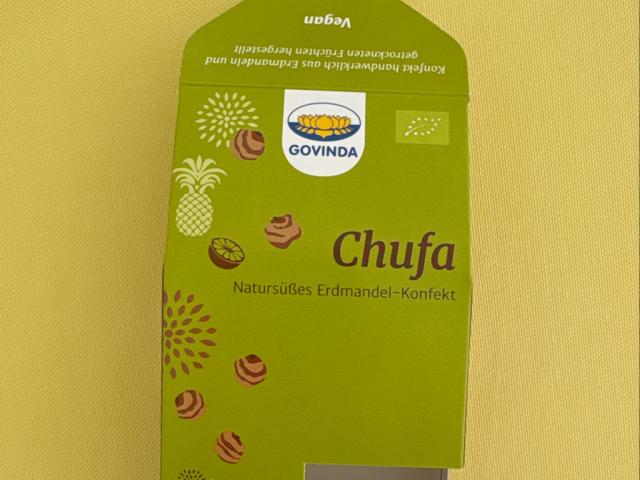 Vegan
Konfekt handwerklich aus Erdmandeln und
getrockneten Früchten hergestellt
GOVINDA
Chufa
Natursüßes Erdmandel-Konfekt